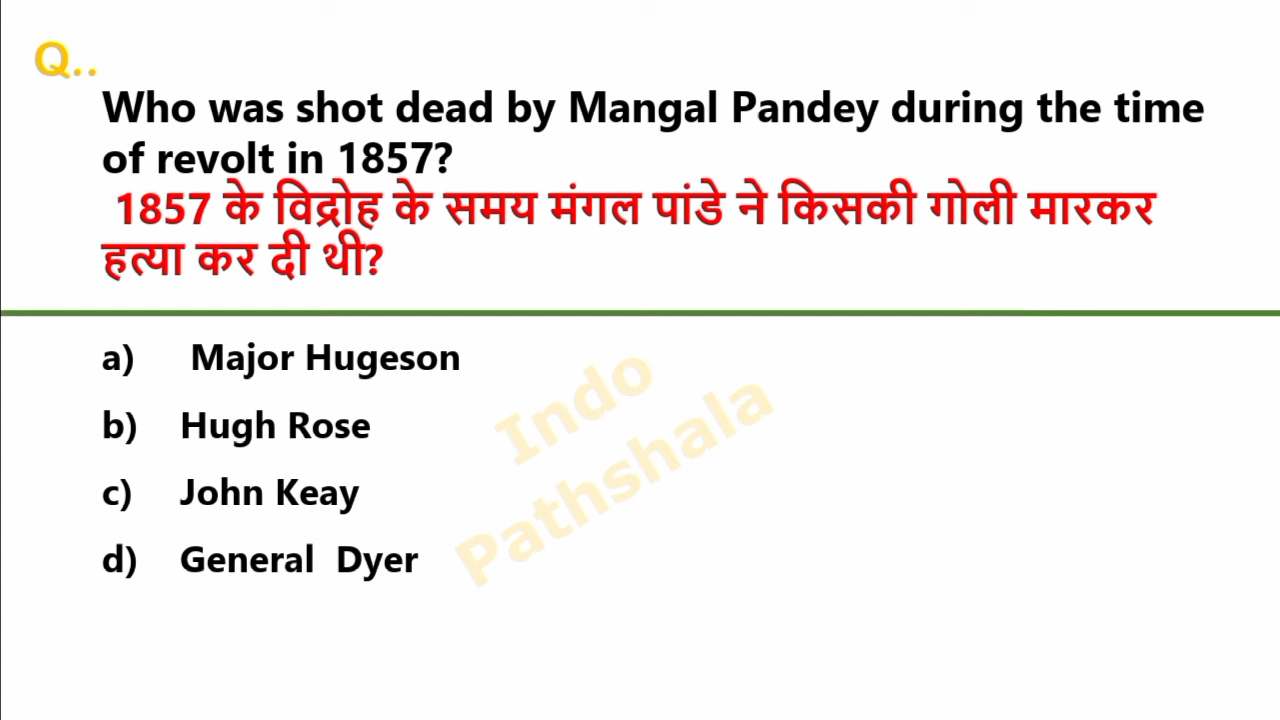 Q..
Who was shot dead by Mangal Pandey during the time
of revolt in 1857?
1857 के विद्रोह के समय मंगल पांडे ने किसकी गोली मारकर
हत्या कर दी थी?
a) Major Hugeson
b) Hugh Rose
c) John Keay
d) General Dyer
Indo
Pathshala